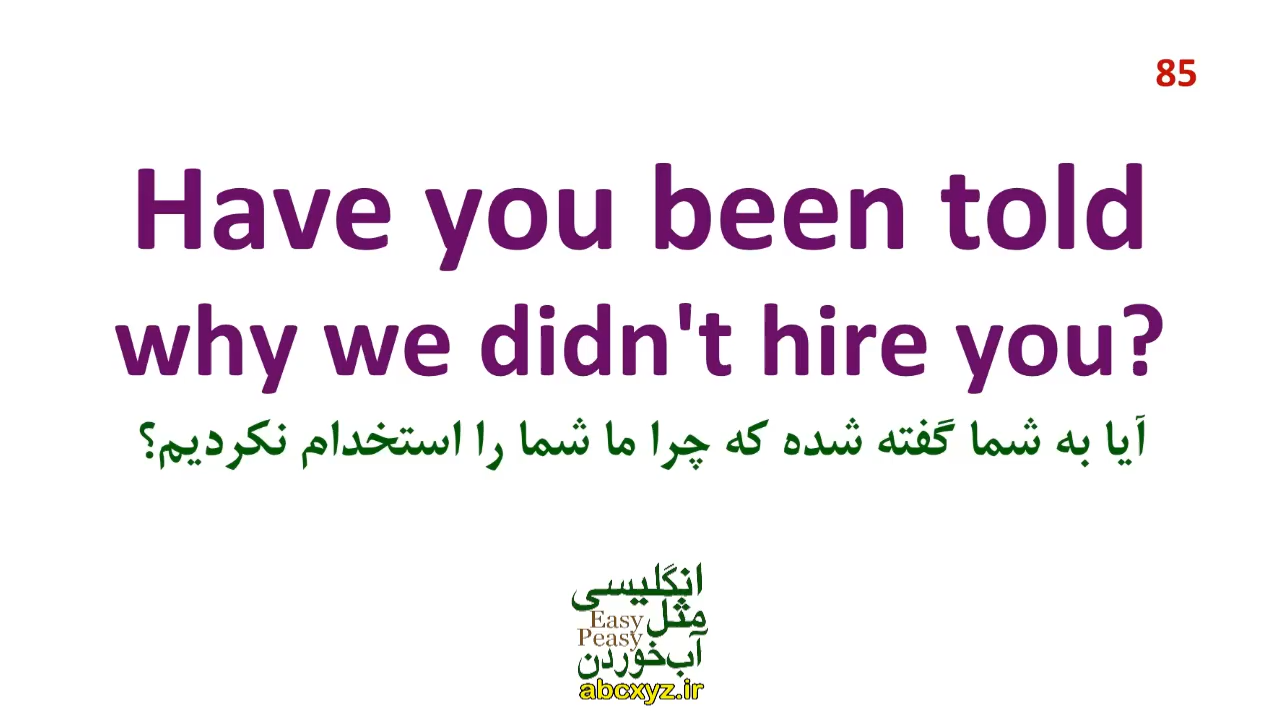 85
Have you been told
why we didn't hire you?
آیا به شما گفته شده که چرا ما شما را استخدام نکردیم؟
انگلیسی
مثل
Easy
Peasy
آب‌خوردن
abcxyz.ir